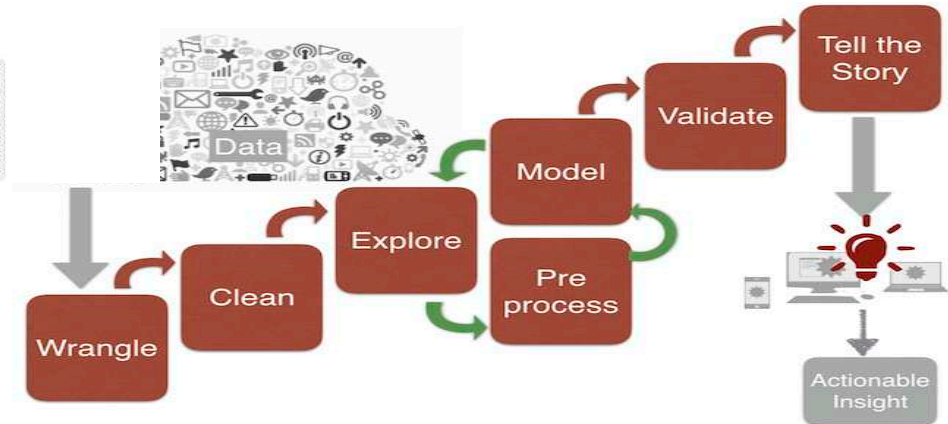 Data
Wrangle
Clean
Explore
Pre
process
Model
Validate
Tell the
Story
Actionable
Insight